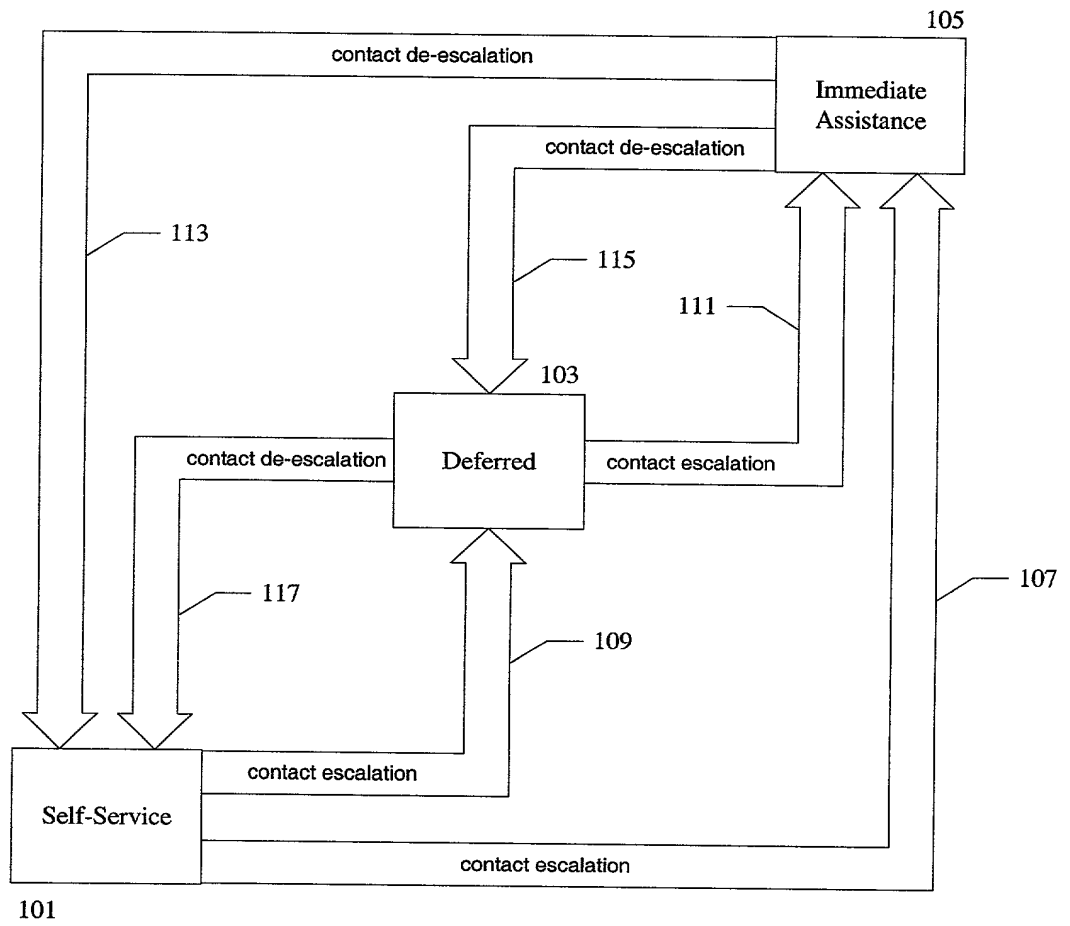 105
contact de-escalation
Immediate
Assistance
contact de-escalation
113
115
111
103
contact de-escalation
Deferred
contact escalation
107
117
109
contact escalation
Self-Service
contact escalation
101